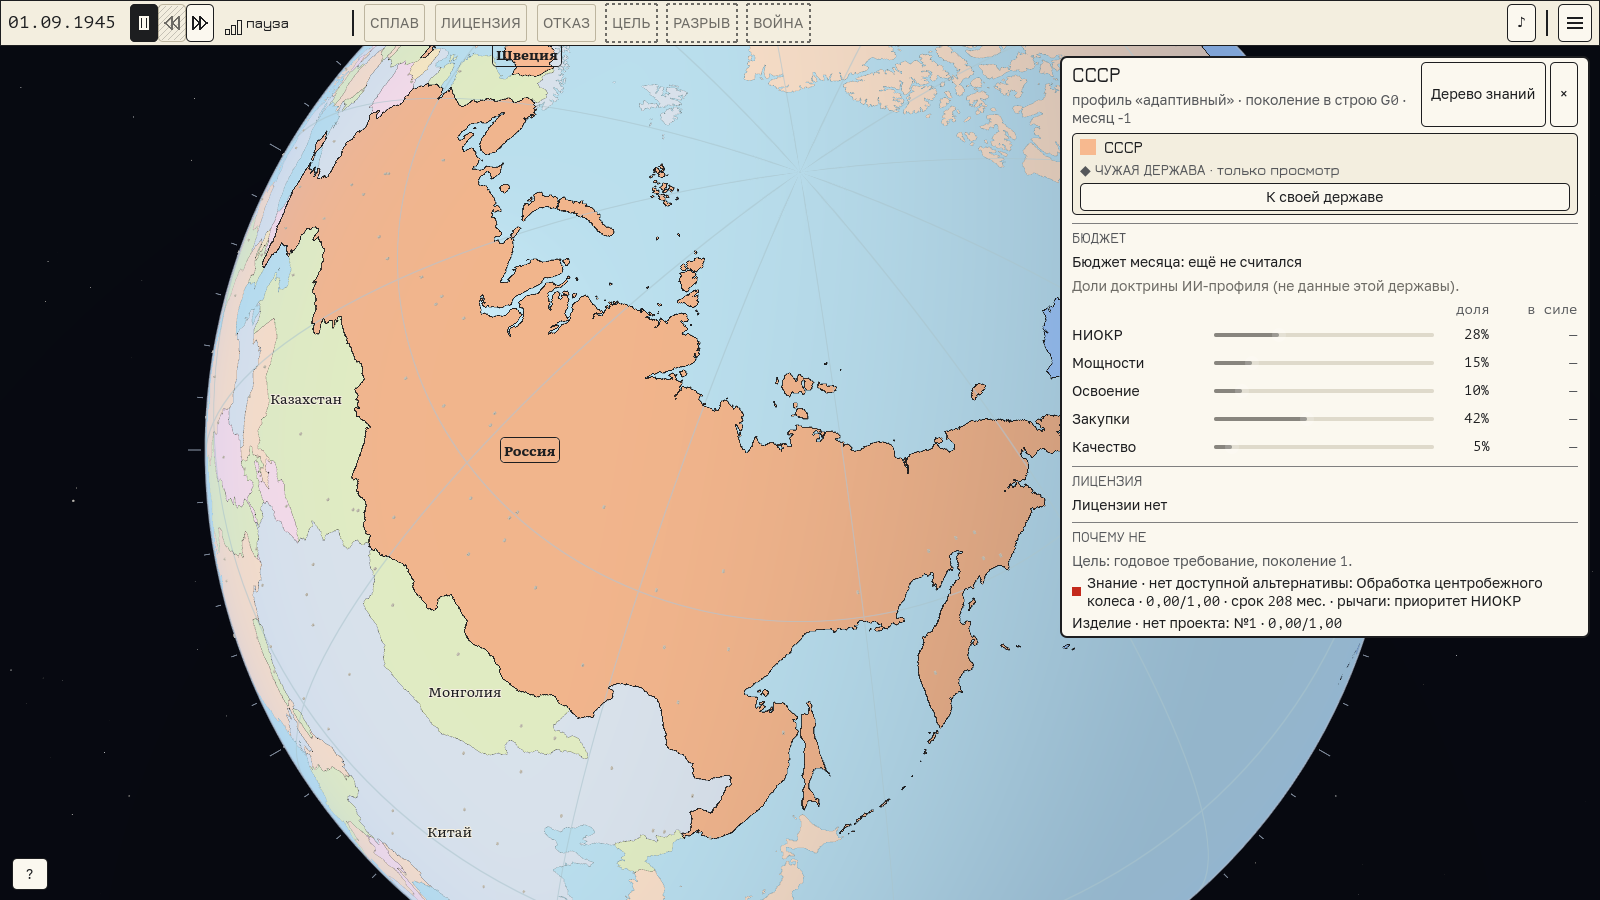 01.09.1945
пауза
СПЛАВ
ЛИЦЕНЗИЯ
ОТКАЗ
ЦЕЛЬ
РАЗРЫВ
ВОЙНА
♪
Швеция
Казахстан
Россия
Монголия
Китай
?
СССР
профиль «адаптивный» · поколение в строю G0 ·
месяц -1
Дерево знаний
×
СССР
◆ ЧУЖАЯ ДЕРЖАВА · только просмотр
К своей державе
БЮДЖЕТ
Бюджет месяца: ещё не считался
Доли доктрины ИИ-профиля (не данные этой державы).
доля в силе
НИОКР 28% —
Мощности 15% —
Освоение 10% —
Закупки 42% —
Качество 5% —
ЛИЦЕНЗИЯ
Лицензии нет
ПОЧЕМУ НЕ
Цель: годовое требование, поколение 1.
Знание · нет доступной альтернативы: Обработка центробежного
колеса · 0,00/1,00 · срок 208 мес. · рычаги: приоритет НИОКР
Изделие · нет проекта: №1 · 0,00/1,00